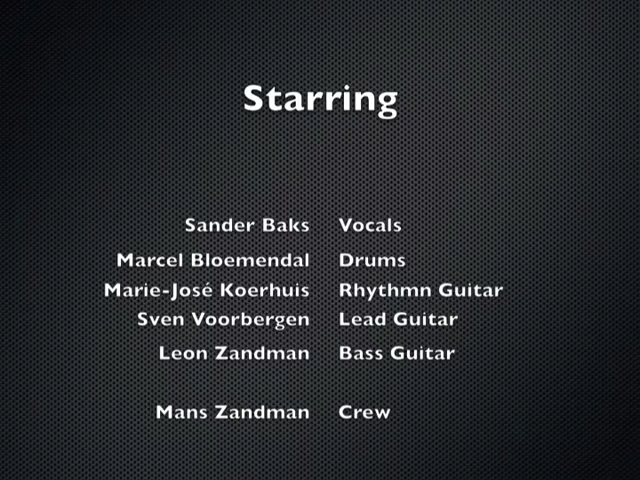 Starring
Sander Baks Vocals
Marcel Bloemendal Drums
Marie-José Koerhuis Rhythmn Guitar
Sven Voorbergen Lead Guitar
Leon Zandman Bass Guitar
Mans Zandman Crew